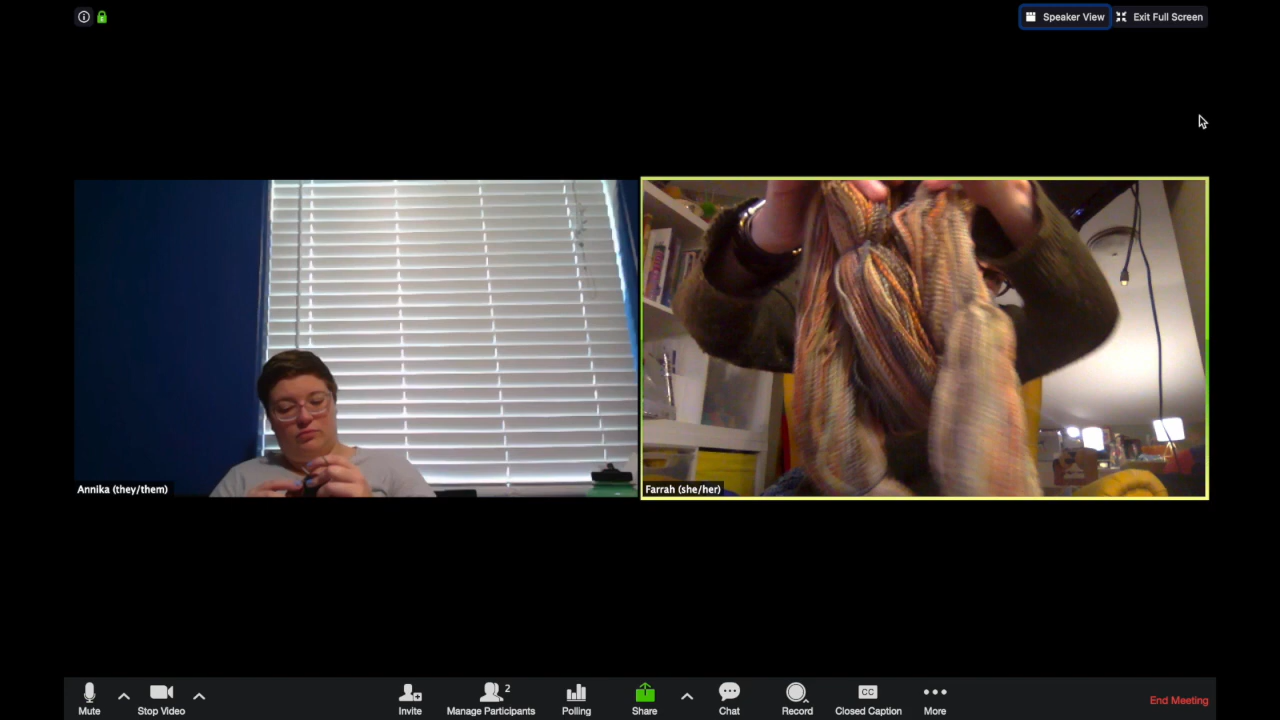 Speaker View
Exit Full Screen
Annika (they/them)
Farrah (she/her)
Mute
Stop Video
Invite
2
Manage Participants
Polling
Share
Chat
Record
CC
Closed Caption
More
End Meeting